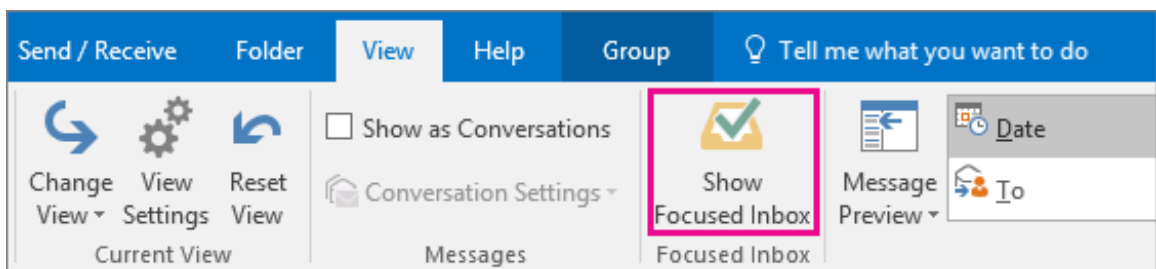 Send / Receive Folder View Help Group Tell me what you want to do
Show as Conversations
Date
Change View
View Settings
Reset View
Conversation Settings
Show Focused Inbox
Message Preview
To
Current View Messages Focused Inbox